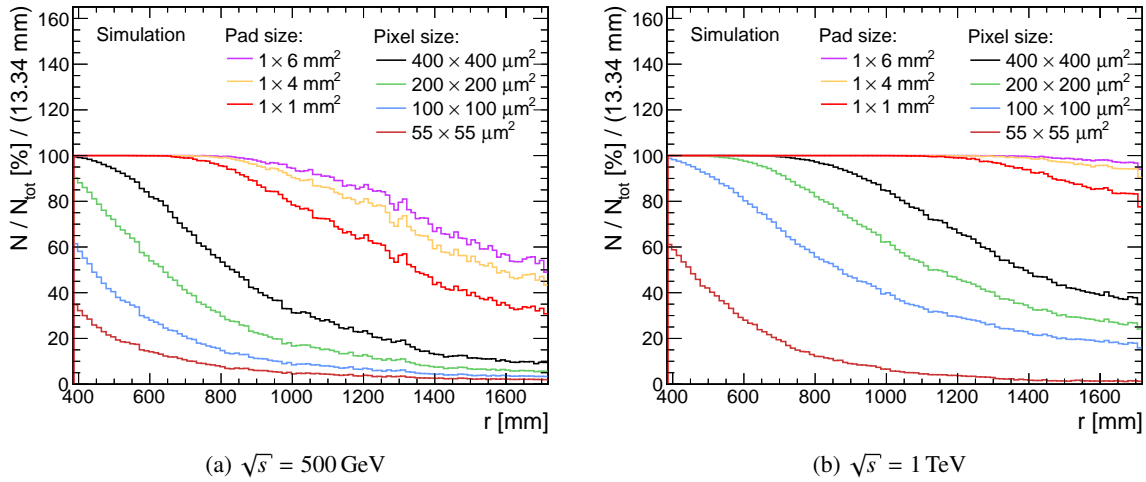 N / N_tot [%] / (13.34 mm)
160
140
120
100
80
60
40
20
0
Simulation
Pad size:
1 × 6 mm²
1 × 4 mm²
1 × 1 mm²
Pixel size:
400 × 400 μm²
200 × 200 μm²
100 × 100 μm²
55 × 55 μm²
400 600 800 1000 1200 1400 1600
r [mm]
(a) √s = 500 GeV
N / N_tot [%] / (13.34 mm)
160
140
120
100
80
60
40
20
0
Simulation
Pad size:
1 × 6 mm²
1 × 4 mm²
1 × 1 mm²
Pixel size:
400 × 400 μm²
200 × 200 μm²
100 × 100 μm²
55 × 55 μm²
400 600 800 1000 1200 1400 1600
r [mm]
(b) √s = 1 TeV